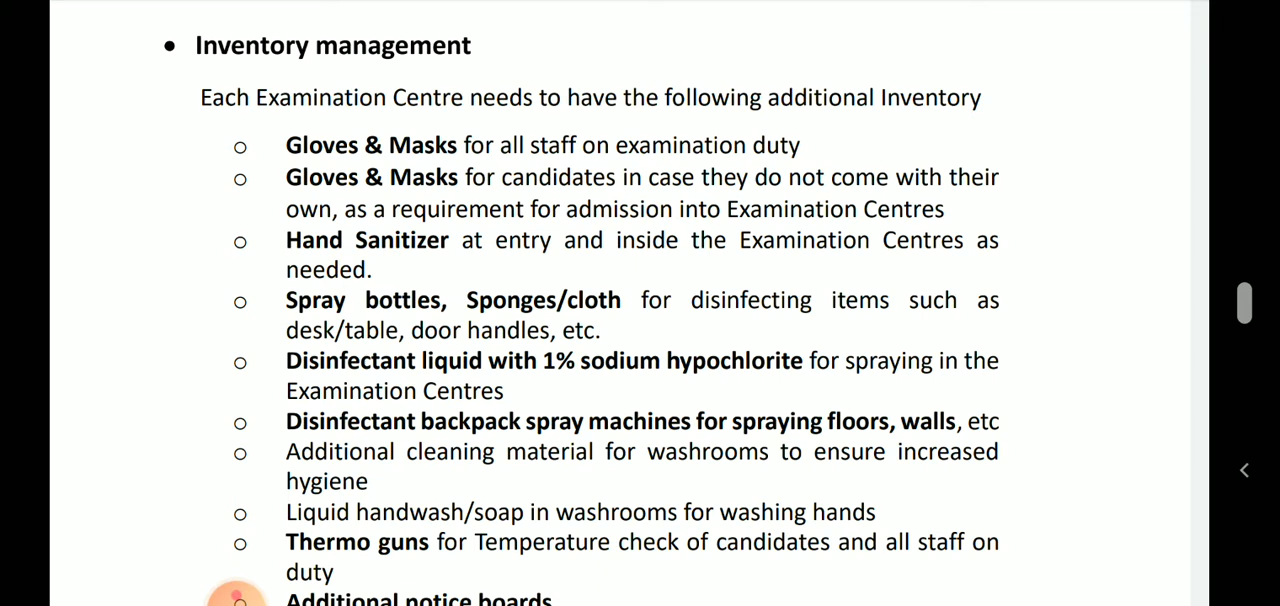 • Inventory management
Each Examination Centre needs to have the following additional Inventory
o Gloves & Masks for all staff on examination duty
o Gloves & Masks for candidates in case they do not come with their
own, as a requirement for admission into Examination Centres
o Hand Sanitizer at entry and inside the Examination Centres as
needed.
o Spray bottles, Sponges/cloth for disinfecting items such as
desk/table, door handles, etc.
o Disinfectant liquid with 1% sodium hypochlorite for spraying in the
Examination Centres
o Disinfectant backpack spray machines for spraying floors, walls, etc
o Additional cleaning material for washrooms to ensure increased
hygiene
o Liquid handwash/soap in washrooms for washing hands
o Thermo guns for Temperature check of candidates and all staff on
duty
o Additional notice boards